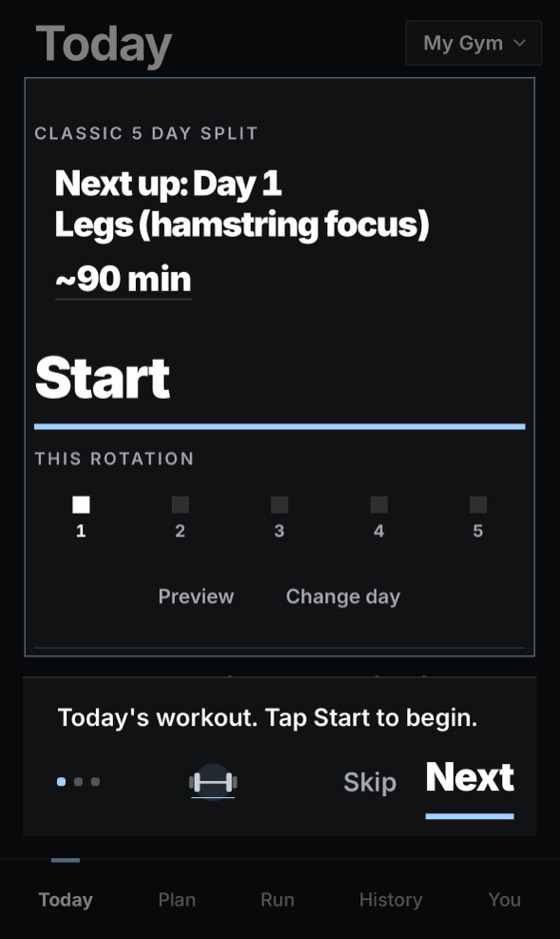 Today
My Gym
CLASSIC 5 DAY SPLIT
Next up: Day 1
Legs (hamstring focus)
~90 min
Start
THIS ROTATION
1 2 3 4 5
Preview Change day
Today's workout. Tap Start to begin.
Skip Next
Today Plan Run History You